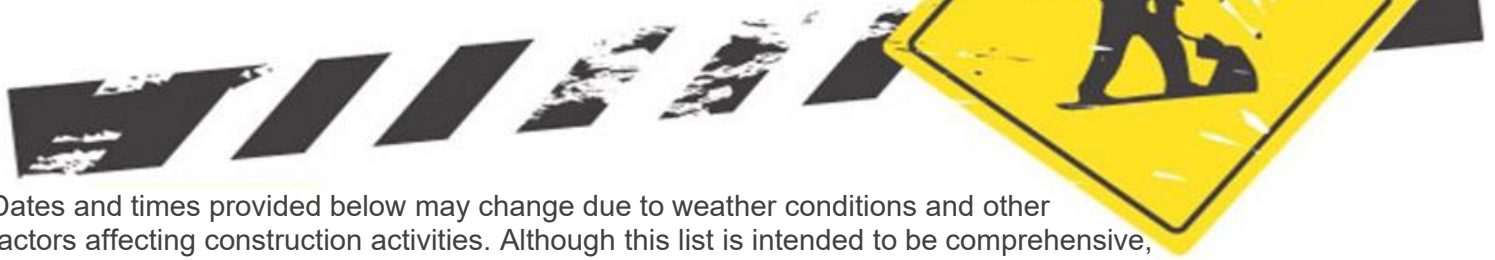 Dates and times provided below may change due to weather conditions and other
actors affecting construction activities. Although this list is intended to be comprehensive,